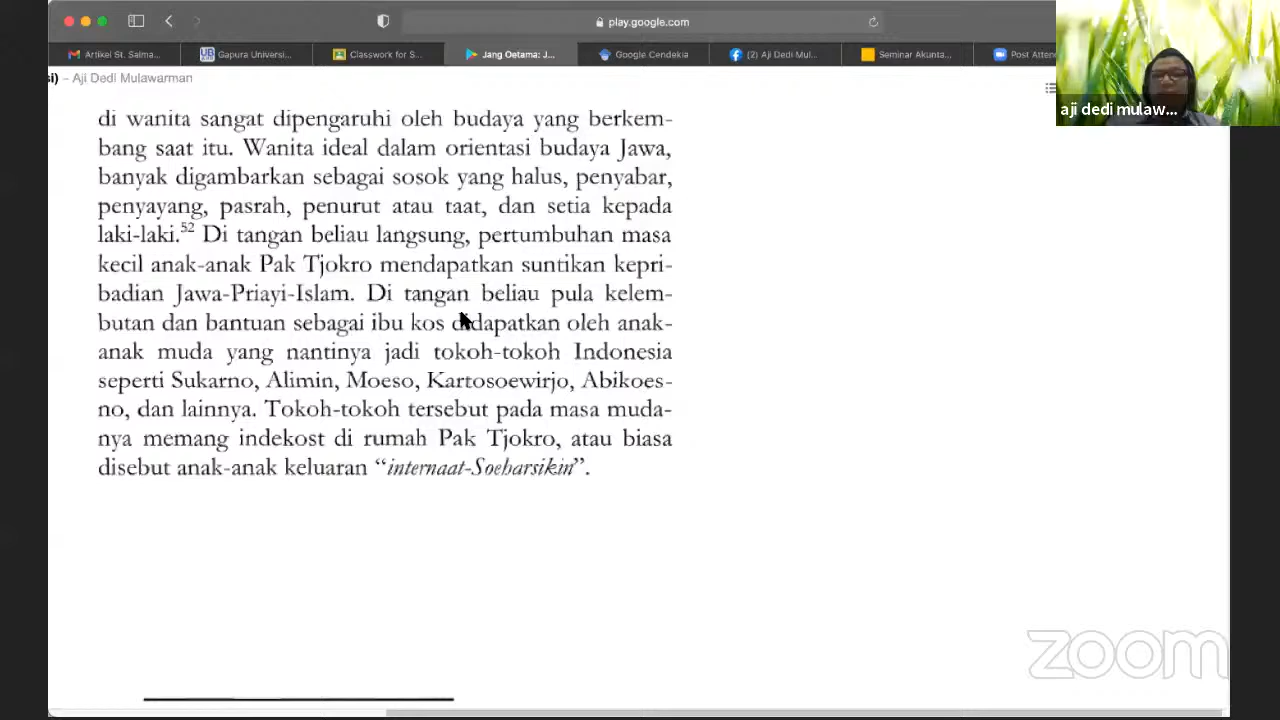 play.google.com
Artikel St. Salma...
Gapura Universi...
Classwork for S...
Jang Oetama: J...
Google Cendekia
(2) Aji Dedi Mul...
Seminar Akunta...
Post Atten
si) – Aji Dedi Mulawarman
aji dedi mulaw...
di wanita sangat dipengaruhi oleh budaya yang berkem-
bang saat itu. Wanita ideal dalam orientasi budaya Jawa,
banyak digambarkan sebagai sosok yang halus, penyabar,
penyayang, pasrah, penurut atau taat, dan setia kepada
laki-laki.52 Di tangan beliau langsung, pertumbuhan masa
kecil anak-anak Pak Tjokro mendapatkan suntikan kepri-
badian Jawa-Priayi-Islam. Di tangan beliau pula kelem-
butan dan bantuan sebagai ibu kos didapatkan oleh anak-
anak muda yang nantinya jadi tokoh-tokoh Indonesia
seperti Sukarno, Alimin, Moeso, Kartosoewirjo, Abikoes-
no, dan lainnya. Tokoh-tokoh tersebut pada masa muda-
nya memang indekost di rumah Pak Tjokro, atau biasa
disebut anak-anak keluaran “internaat-Soeharsikin”.
zoom